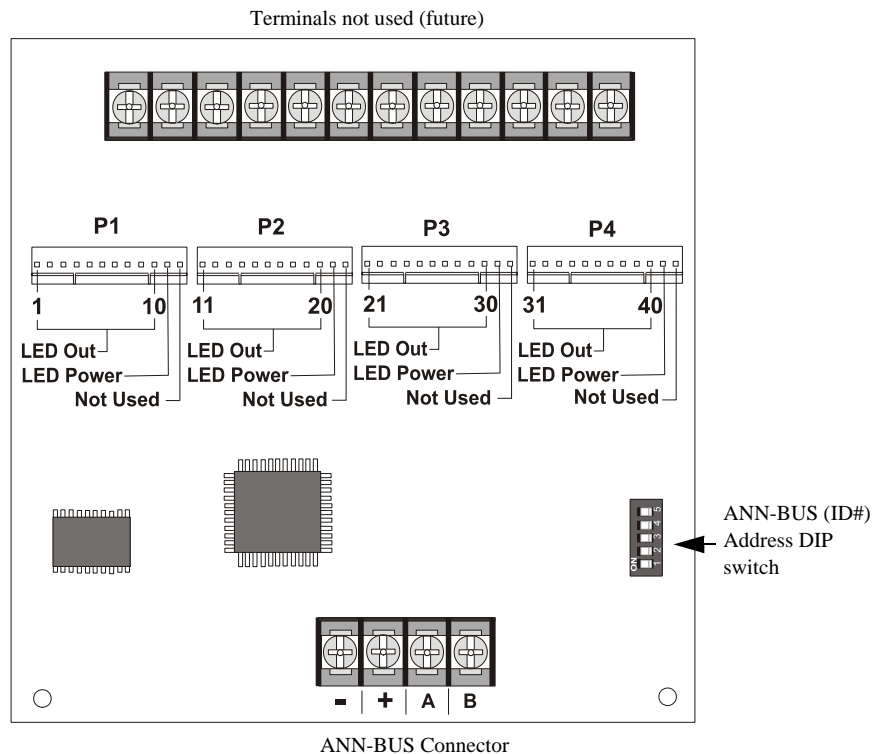 Terminals not used (future)
P1 P2 P3 P4
1 10 11 20 21 30 31 40
LED Out LED Out LED Out LED Out
LED Power LED Power LED Power LED Power
Not Used Not Used Not Used Not Used
ON 1 2 3 4 5
ANN-BUS (ID#)
Address DIP
switch
- + A B
ANN-BUS Connector